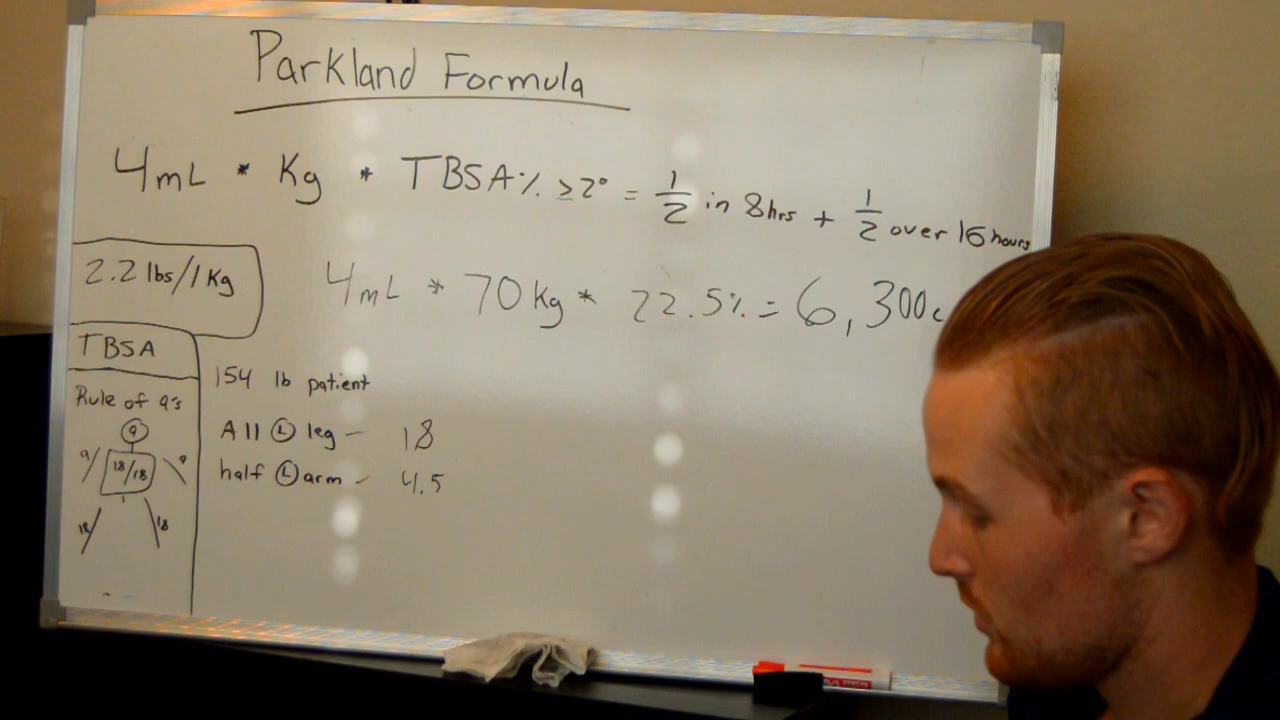 Parkland Formula
4mL * Kg * TBSA% ≥2° = 1/2 in 8hrs + 1/2 over 16 hours
2.2 lbs/1 Kg
4mL * 70 Kg * 22.5% = 6,300c
TBSA
Rule of 9's
9
9 18/18 9
1
18 18
154 lb patient
All Ⓛ leg - 18
half Ⓛ arm - 4.5